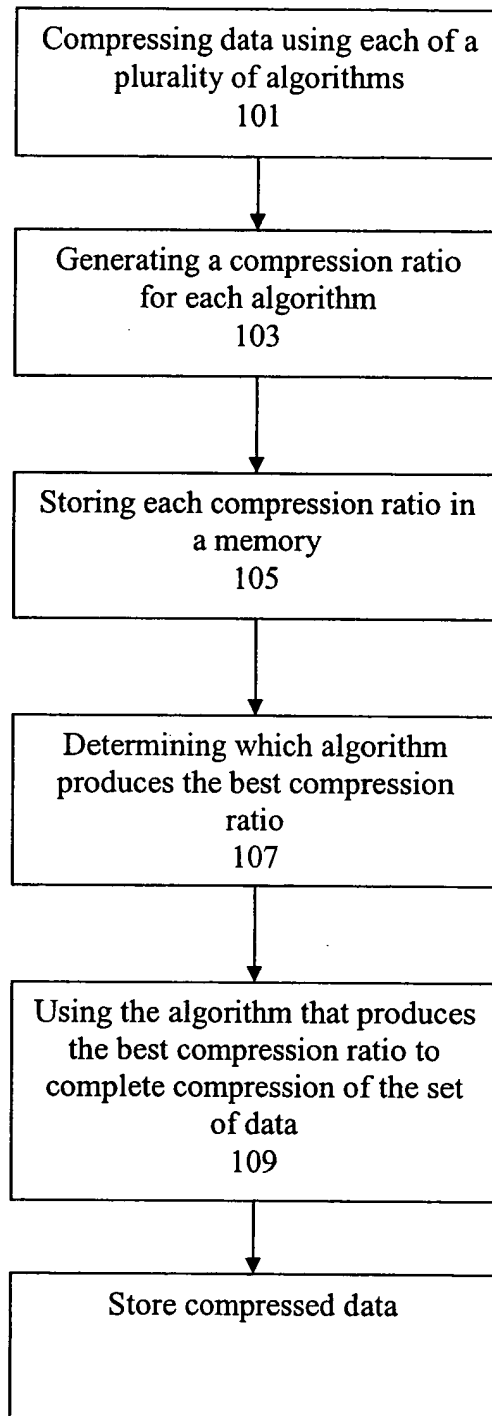 Compressing data using each of a
plurality of algorithms
101
Generating a compression ratio
for each algorithm
103
Storing each compression ratio in
a memory
105
Determining which algorithm
produces the best compression
ratio
107
Using the algorithm that produces
the best compression ratio to
complete compression of the set
of data
109
Store compressed data